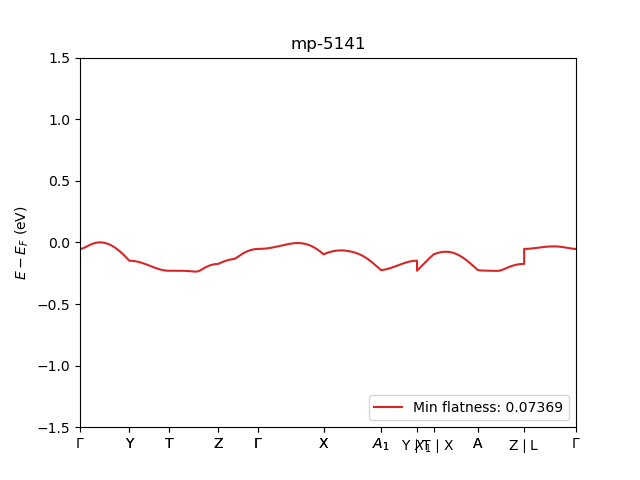 mp-5141
1.5
1.0
0.5
0.0
−0.5
−1.0
−1.5
E − E_F (eV)
Min flatness: 0.07369
Γ Y T Z Γ X A₁ Y | X₁ T | X A Z | L Γ